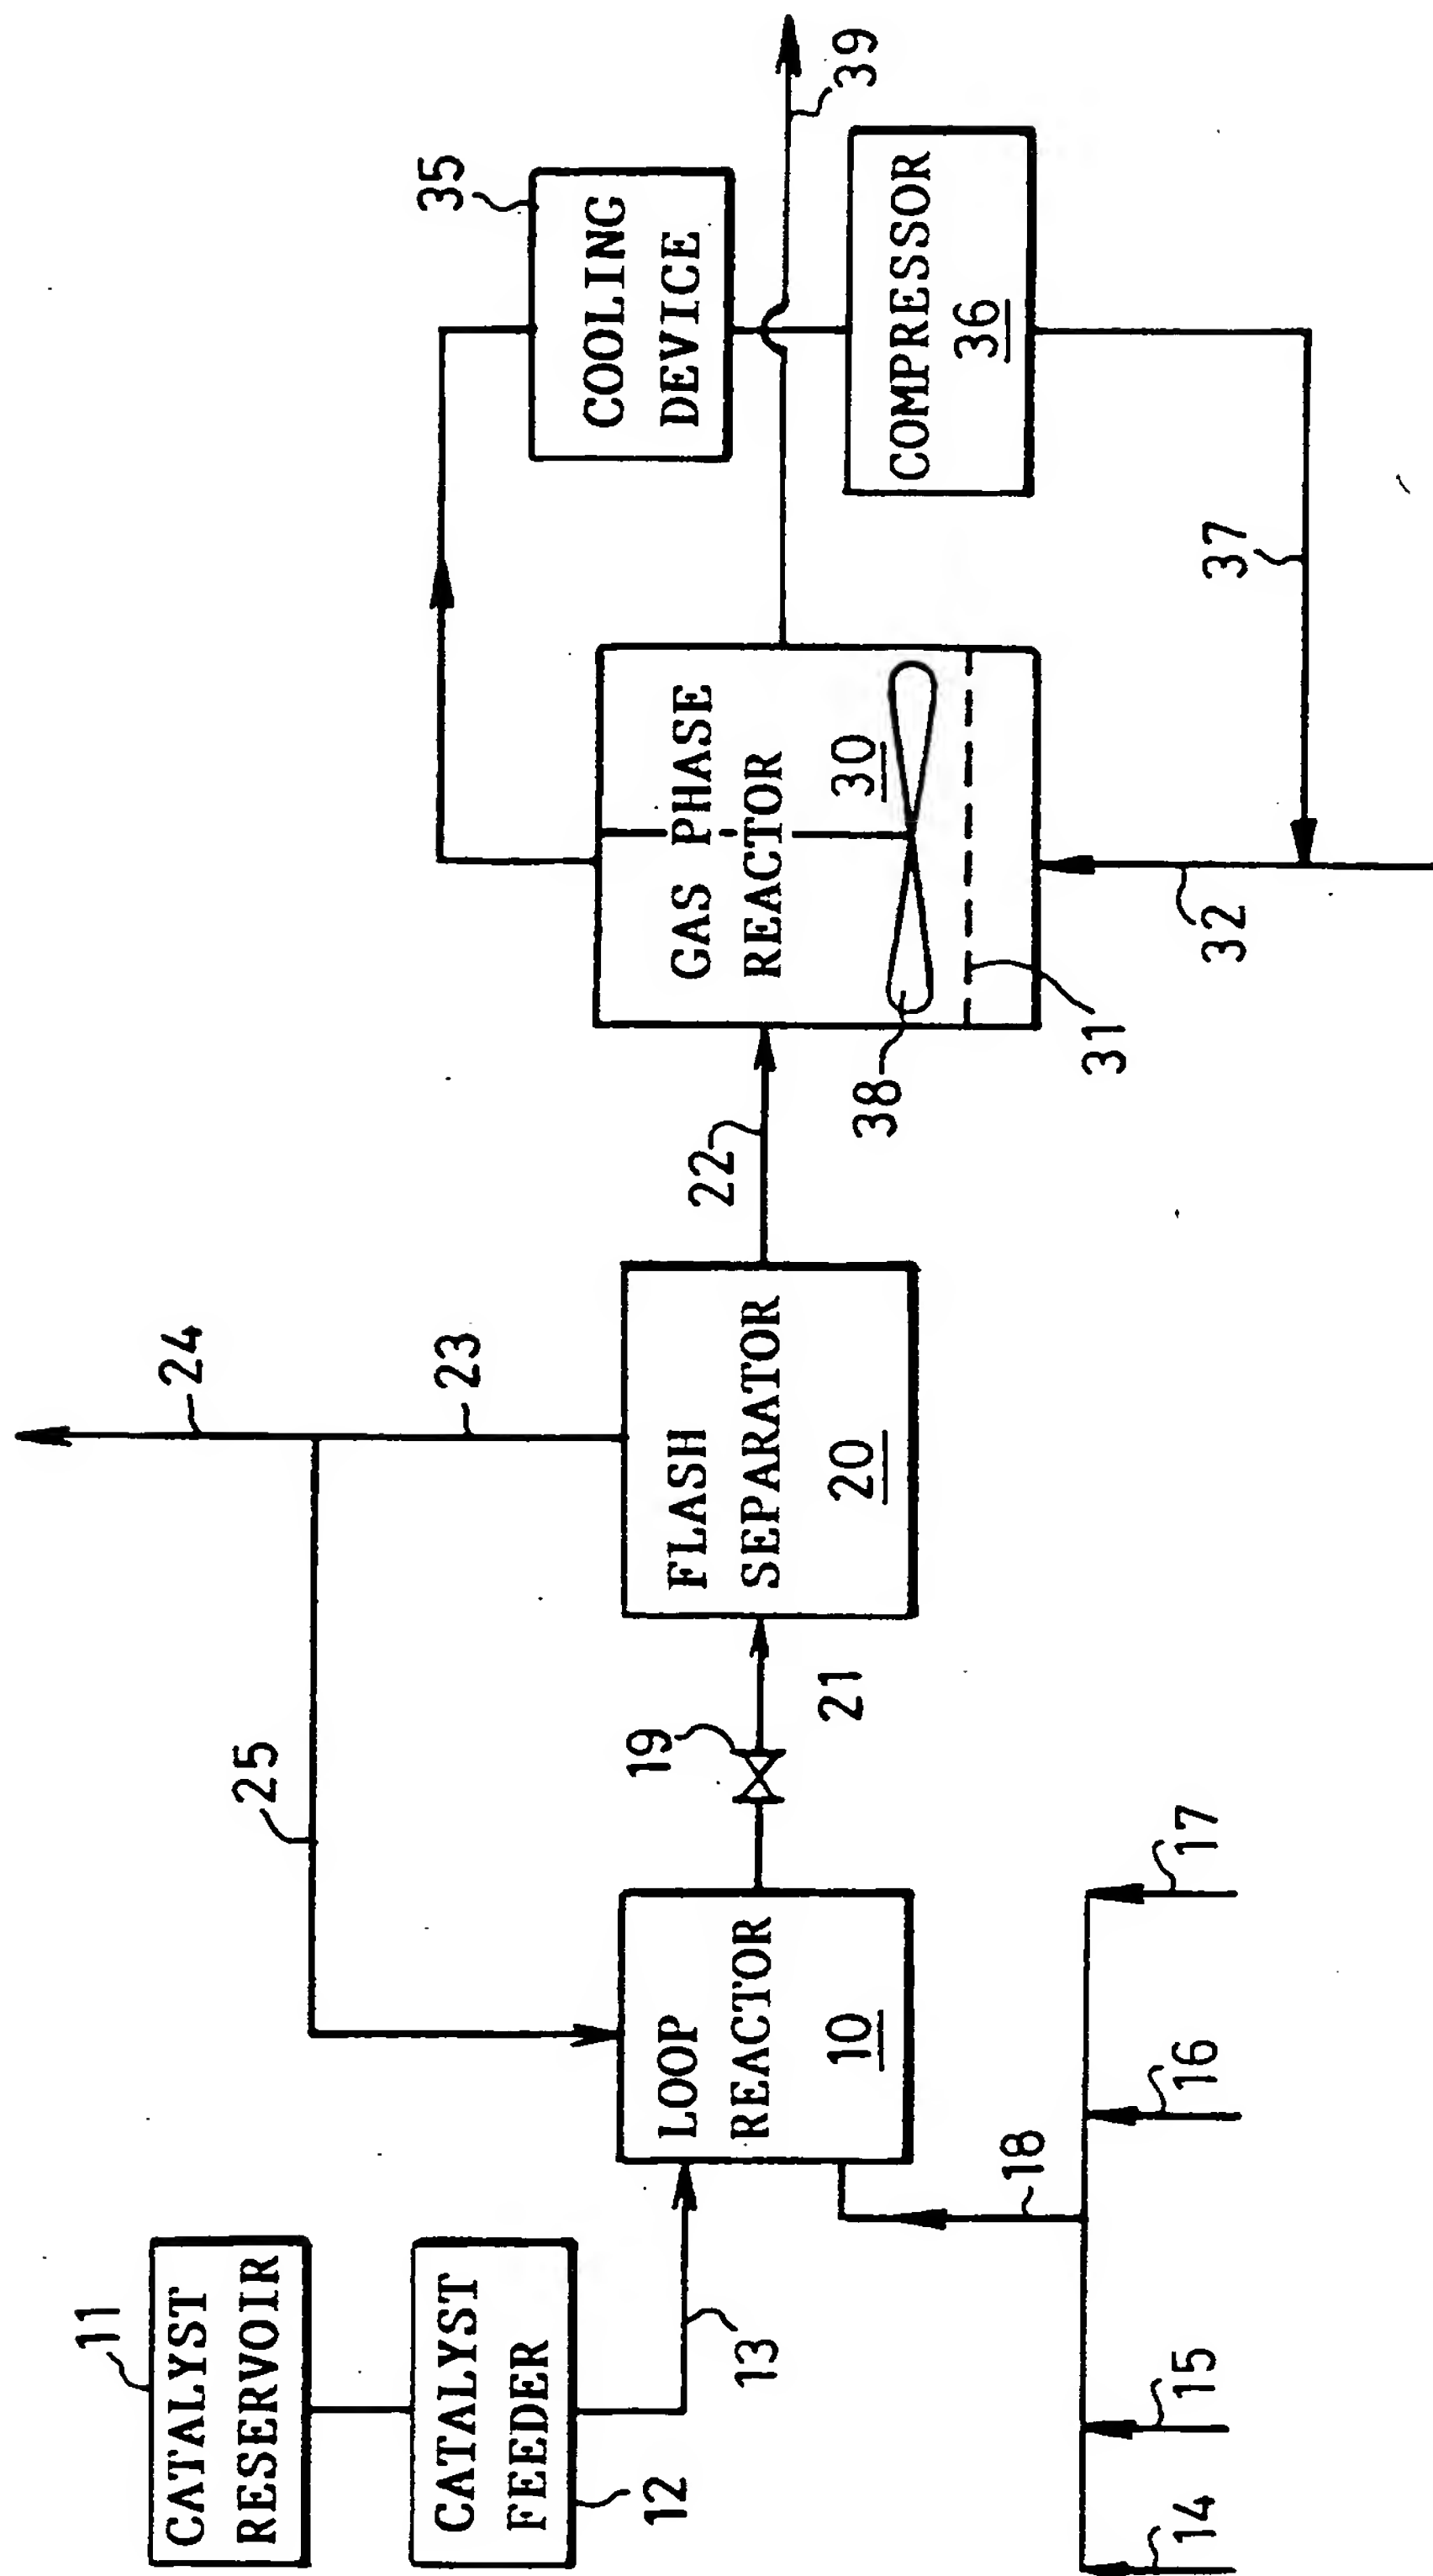 11
CATALYST
RESERVOIR
CATALYST
FEEDER
12
13
14
15
16
17
18
25
LOOP
REACTOR
10
19
21
24
23
FLASH
SEPARATOR
20
22
GAS PHASE
REACTOR
30
38
31
32
35
COOLING
DEVICE
39
COMPRESSOR
36
37